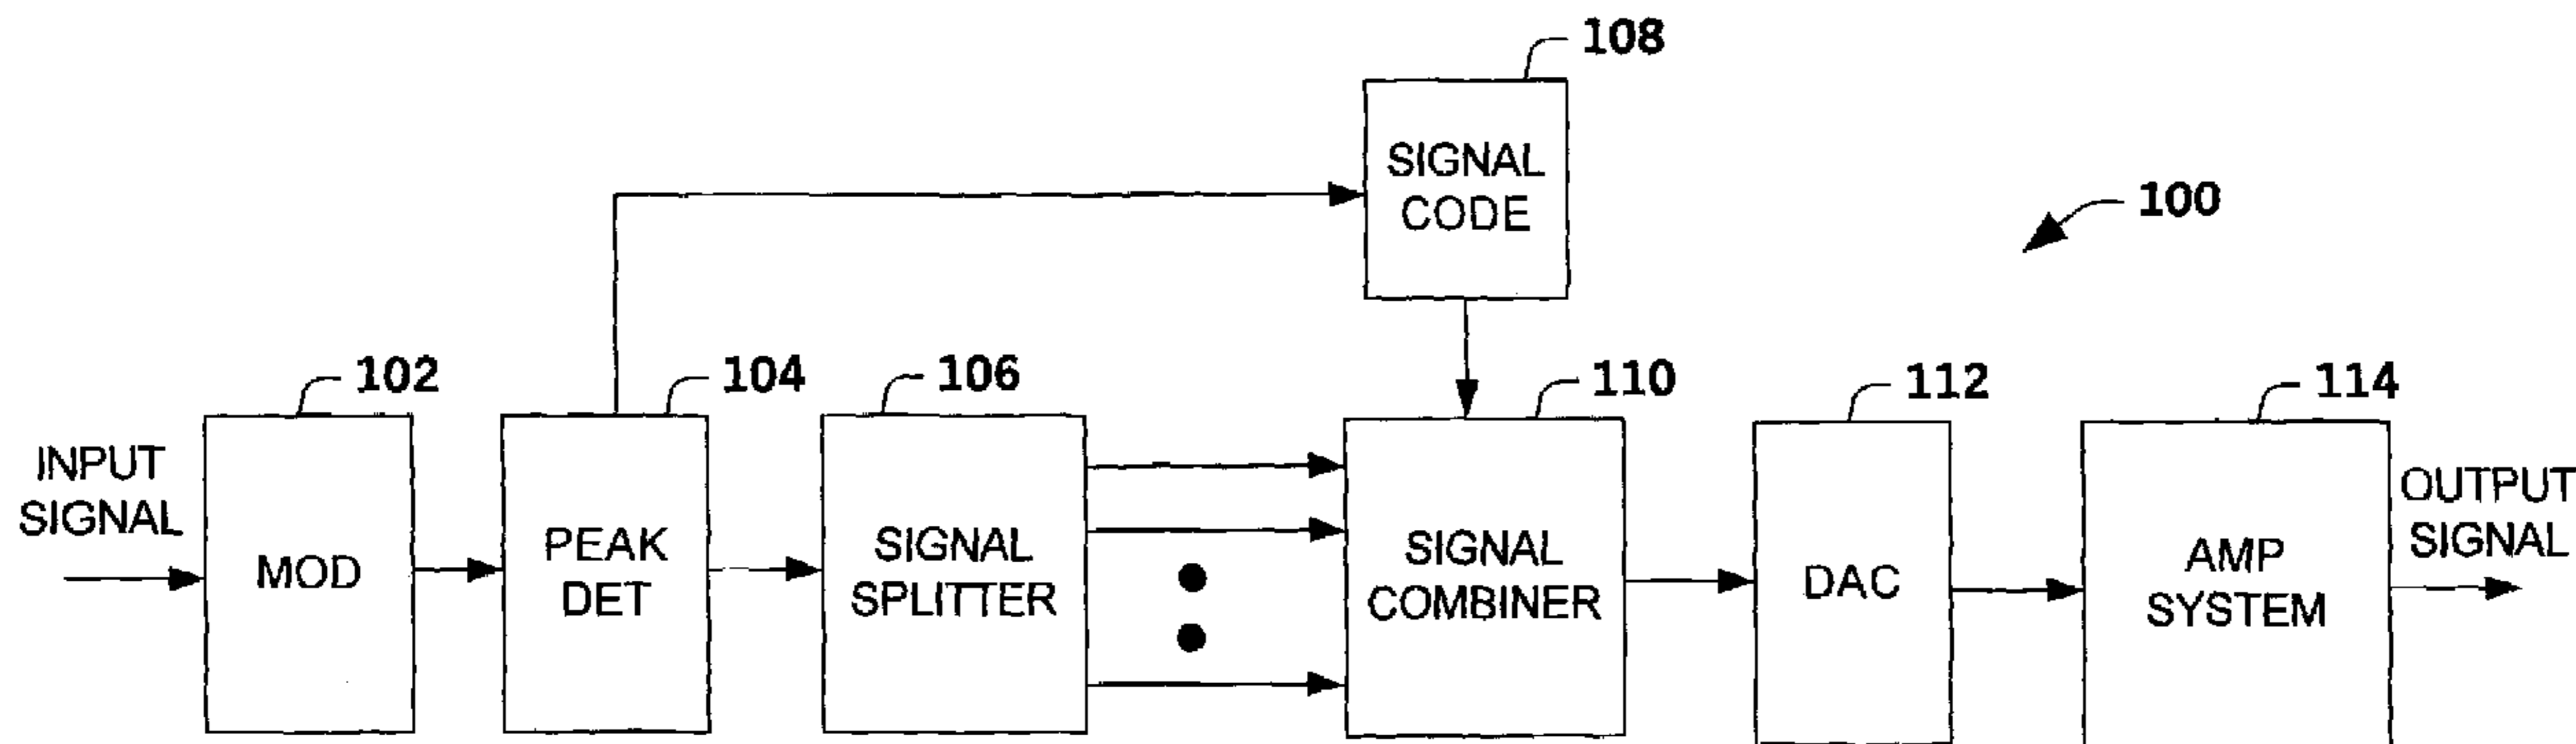 108
SIGNAL
CODE
100
102
104
106
110
112
114
INPUT
SIGNAL
MOD
PEAK
DET
SIGNAL
SPLITTER
SIGNAL
COMBINER
DAC
AMP
SYSTEM
OUTPUT
SIGNAL